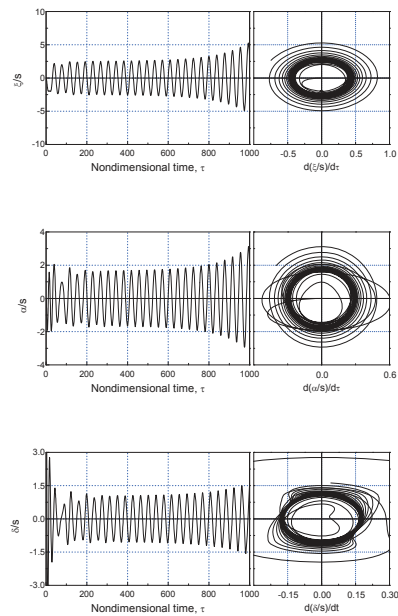 10
5
0
-5
-10
ξ/s
0 200 400 600 800 1000
Nondimensional time, τ
-0.5 0.0 0.5 1.0
d(ξ/s)/dτ
4
2
0
-2
-4
α/s
0 200 400 600 800 1000
Nondimensional time, τ
0.0 0.6
d(α/s)/dτ
3.0
1.5
0.0
-1.5
-3.0
δ/s
0 200 400 600 800 1000
Nondimensional time, τ
-0.15 0.00 0.15 0.30
d(δ/s)/dt